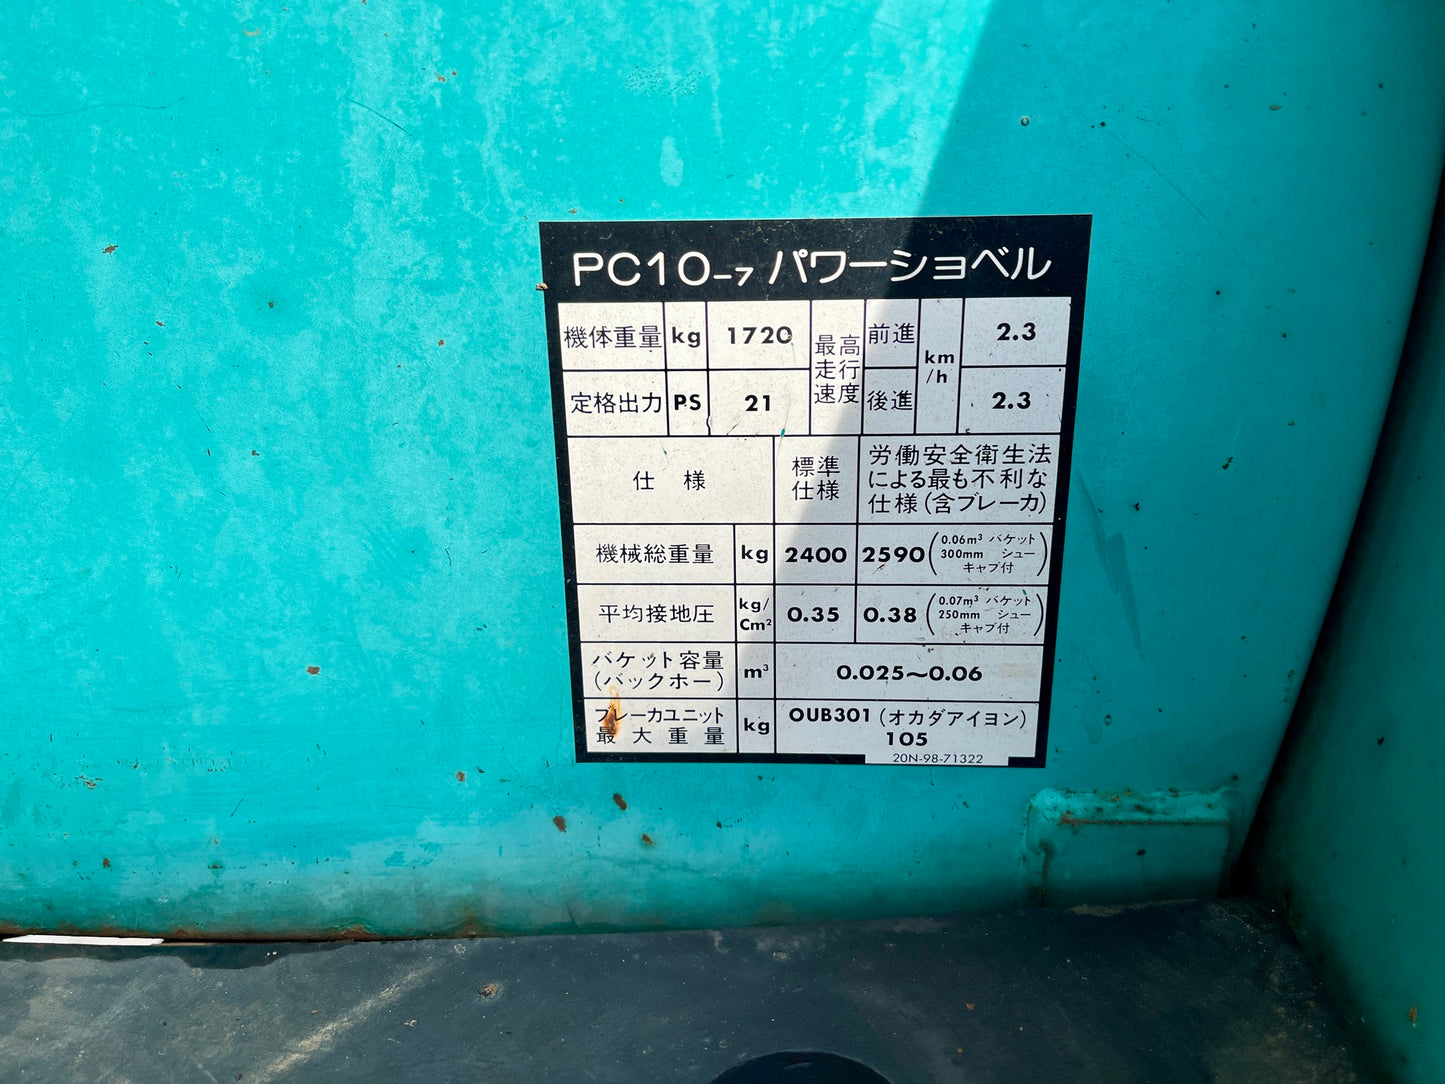 PC10-7 パワーショベル
機体重量 kg 1720 最高走行速度 前進 km/h 2.3
定格出力 PS 21 後進 2.3
仕様 標準仕様 労働安全衛生法による最も不利な仕様(含ブレーカ)
機械総重量 kg 2400 2590 (0.06m³ バケット 300mm シュー キャブ付)
平均接地圧 kg/Cm² 0.35 0.38 (0.07m³ バケット 250mm シュー キャブ付)
バケット容量(バックホー) m³ 0.025〜0.06
ブレーカユニット最大重量 kg OUB301 (オカダアイヨン) 105
20N-98-71322